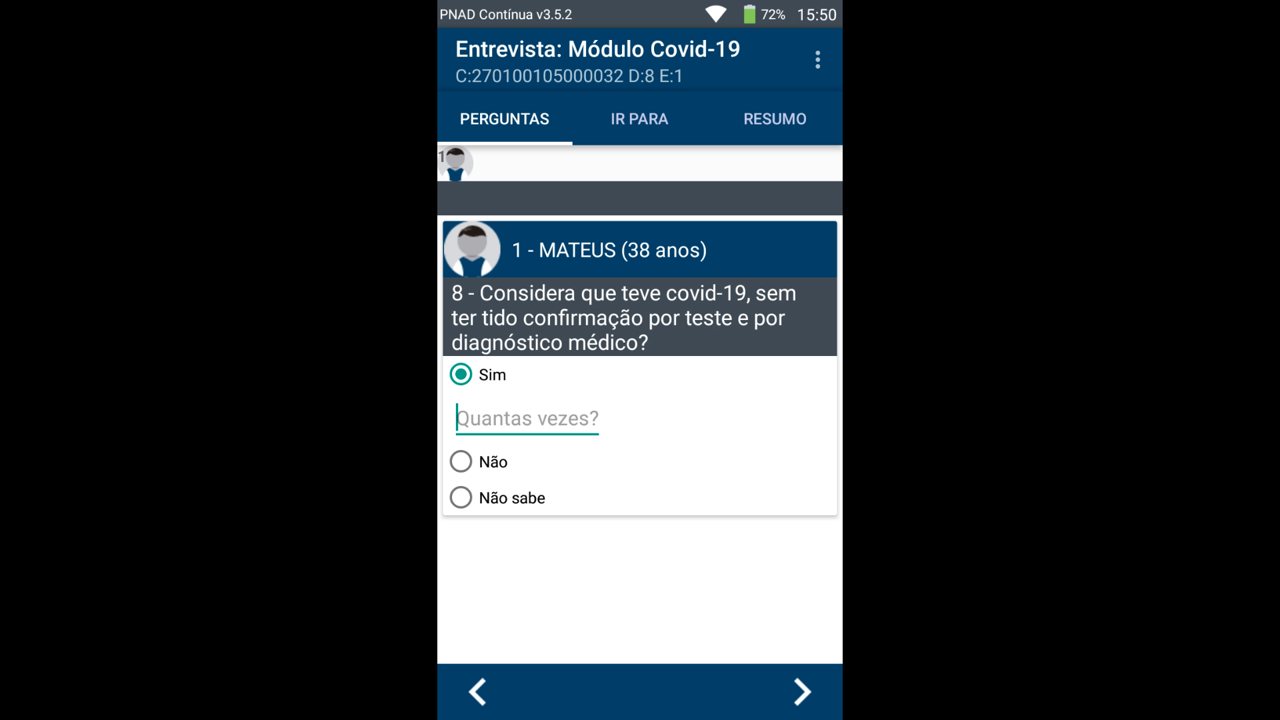 PNAD Contínua v3.5.2 72% 15:50
Entrevista: Módulo Covid-19
C:270100105000032 D:8 E:1
PERGUNTAS IR PARA RESUMO
1
1 - MATEUS (38 anos)
8 - Considera que teve covid-19, sem
ter tido confirmação por teste e por
diagnóstico médico?
Sim
Quantas vezes?
Não
Não sabe